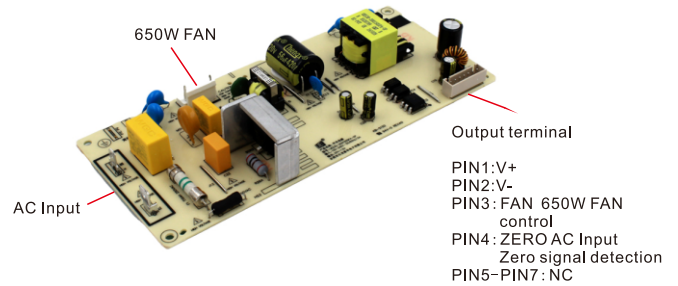 650W FAN
AC Input
Output terminal
PIN1:V+
PIN2:V-
PIN3: FAN 650W FAN
control
PIN4: ZERO AC Input
Zero signal detection
PIN5-PIN7: NC